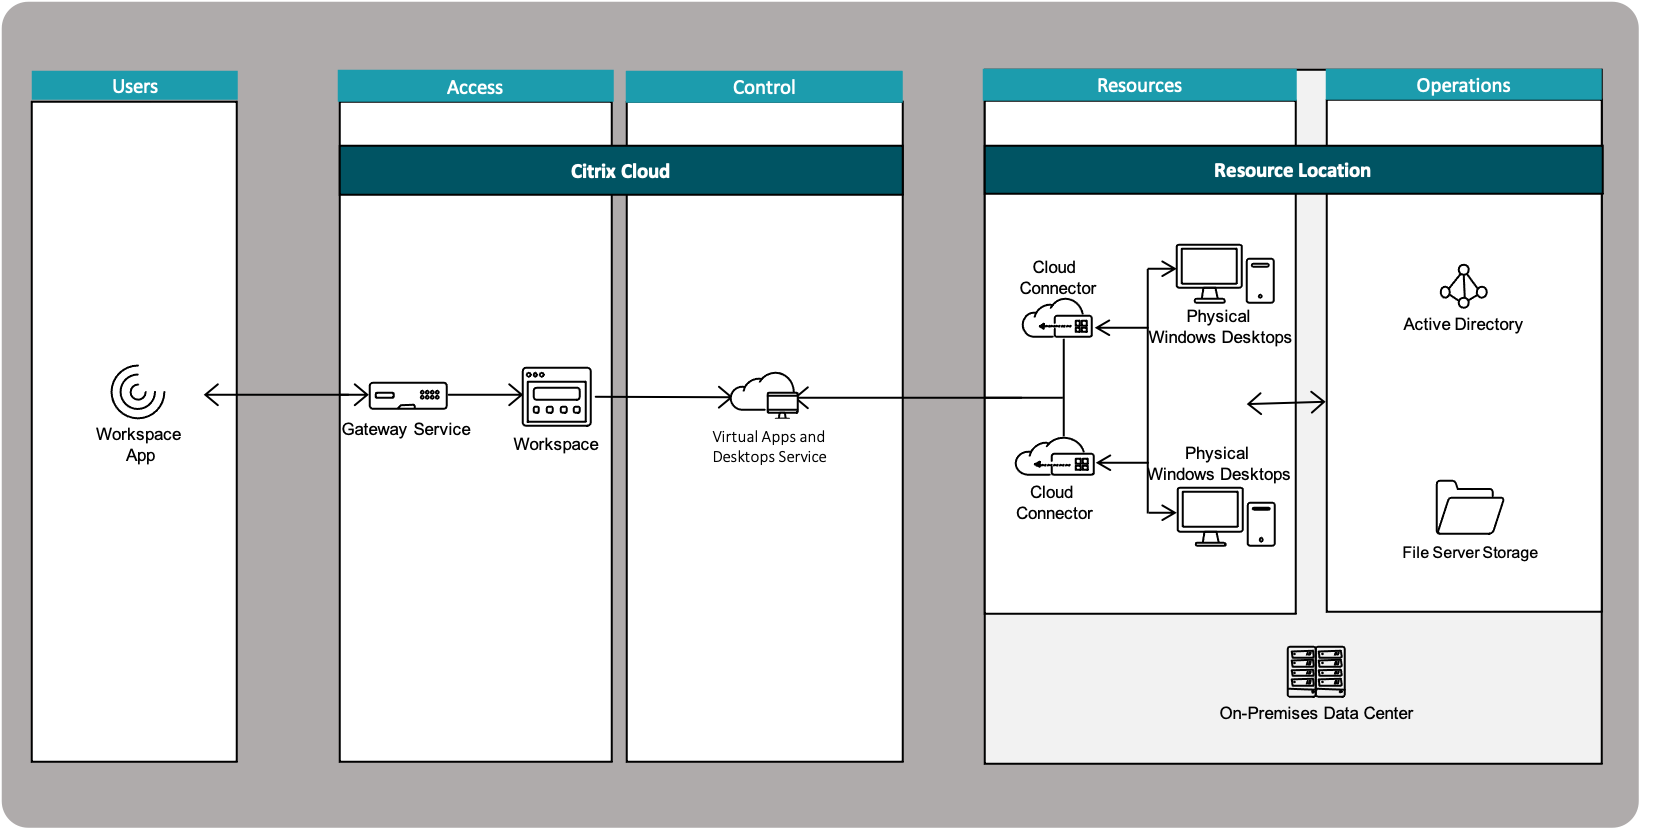 Users
Access
Control
Resources
Operations
Citrix Cloud
Resource Location
Workspace
App
Gateway Service
Workspace
Virtual Apps and
Desktops Service
Cloud
Connector
Physical
Windows Desktops
Cloud
Connector
Physical
Windows Desktops
Active Directory
File Server Storage
On-Premises Data Center